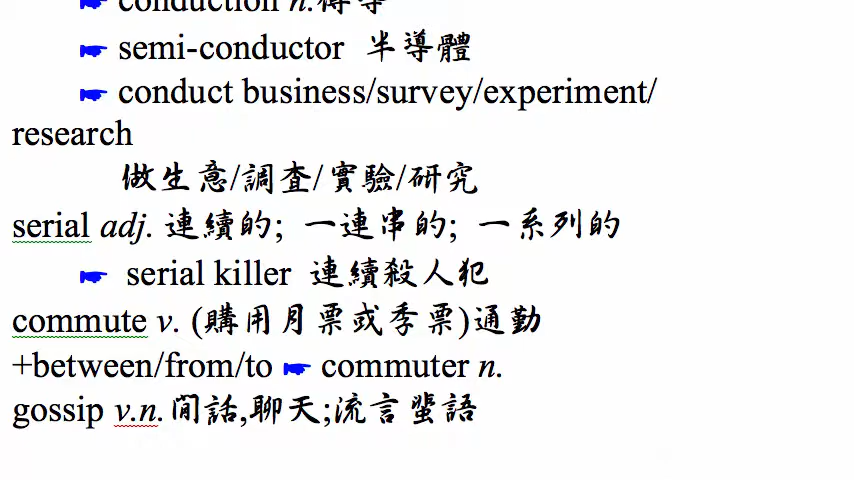 conduction n.傳導
☛ semi-conductor 半導體
☛ conduct business/survey/experiment/
research
做生意/調查/實驗/研究
serial adj. 連續的; 一連串的; 一系列的
☛ serial killer 連續殺人犯
commute v. (購用月票或季票)通勤
+between/from/to ☛ commuter n.
gossip v.n.閒話,聊天;流言蜚語